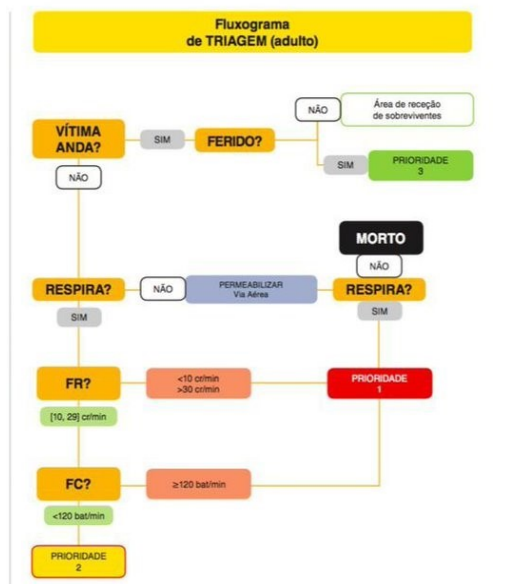 Fluxograma
de TRIAGEM (adulto)
NÃO
Área de receção
de sobreviventes
VÍTIMA
ANDA?
SIM
FERIDO?
SIM
PRIORIDADE
3
NÃO
MORTO
NÃO
RESPIRA?
NÃO
PERMEABILIZAR
Via Aérea
RESPIRA?
SIM
SIM
FR?
<10 cr/min
>30 cr/min
PRIORIDADE
1
[10, 29] cr/min
FC?
≥120 bat/min
<120 bat/min
PRIORIDADE
2